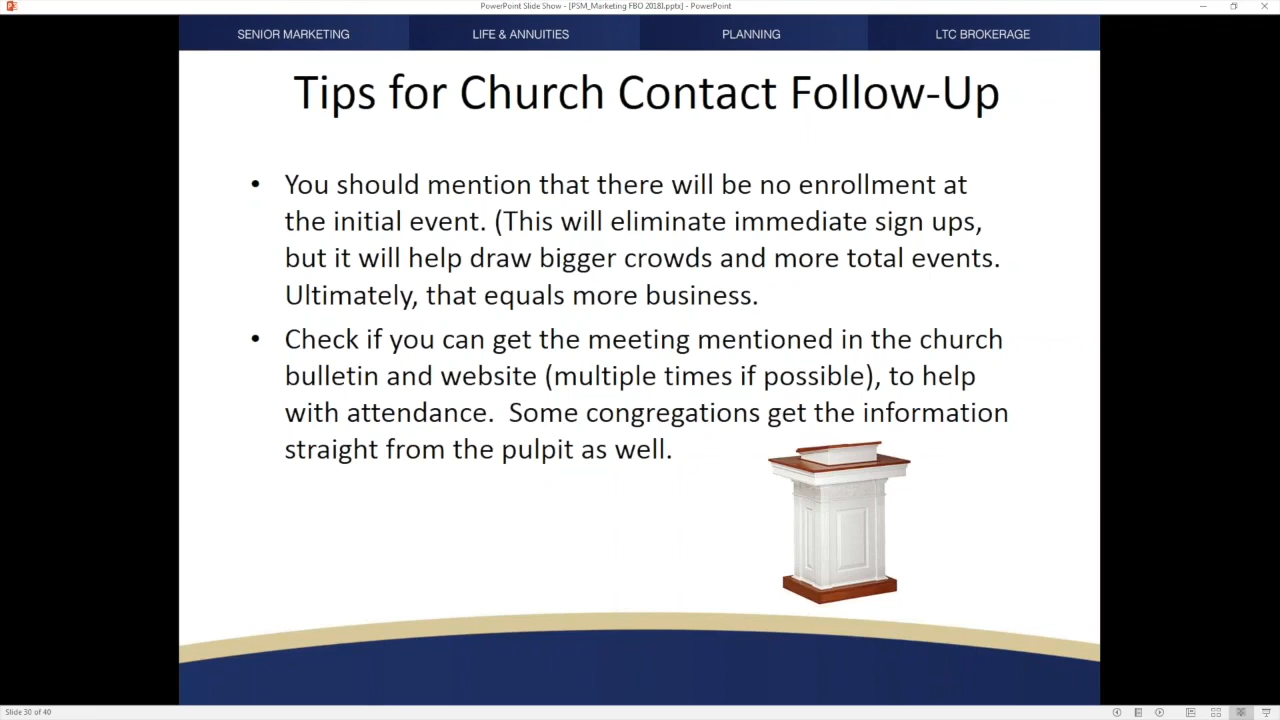 PowerPoint Slide Show - [PSM_Marketing FBO 2018I.pptx] - PowerPoint
SENIOR MARKETING
LIFE & ANNUITIES
PLANNING
LTC BROKERAGE
Tips for Church Contact Follow-Up
• You should mention that there will be no enrollment at
the initial event. (This will eliminate immediate sign ups,
but it will help draw bigger crowds and more total events.
Ultimately, that equals more business.
• Check if you can get the meeting mentioned in the church
bulletin and website (multiple times if possible), to help
with attendance.  Some congregations get the information
straight from the pulpit as well.
Slide 30 of 40